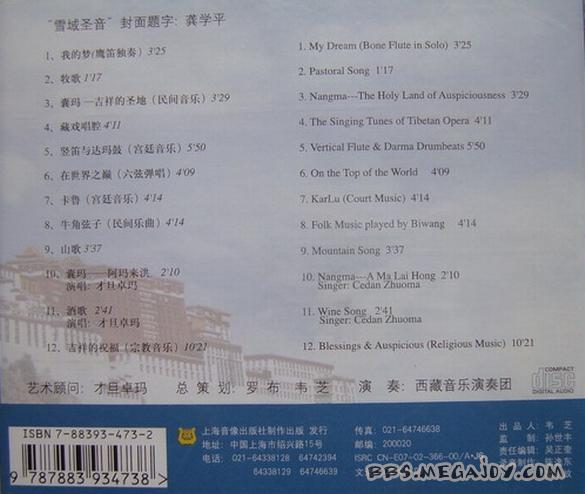 "雪域圣音" 封面题字: 龚学平
1、我的梦(鹰笛独奏) 3'25
2、牧歌 1'17
3、囊玛—吉祥的圣地（民间音乐）3'29
4、藏戏唱腔 4'11
5、竖笛与达玛鼓（宫廷音乐）5'50
6、在世界之巅（六弦弹唱）4'09
7、卡鲁（宫廷音乐）4'14
8、牛角弦子（民间乐曲）4'14
9、山歌 3'37
10、囊玛——阿玛来洪 2'10
演唱: 才旦卓玛
11、酒歌 2'41
演唱: 才旦卓玛
12、吉祥的祝福（宗教音乐）10'21
1. My Dream (Bone Flute in Solo) 3'25
2. Pastoral Song 1'17
3. Nangma---The Holy Land of Auspiciousness 3'29
4. The Singing Tunes of Tibetan Opera 4'11
5. Vertical Flute & Darma Drumbeats 5'50
6. On the Top of the World 4'09
7. KarLu (Court Music) 4'14
8. Folk Music played by Biwang 4'14
9. Mountain Song 3'37
10. Nangma---A Ma Lai Hong 2'10
Singer: Cedan Zhuoma
11. Wine Song 2'41
Singer: Cedan Zhuoma
12. Blessings & Auspicious (Religious Music) 10'21
COMPACT
disc
DIGITAL AUDIO
艺术顾问: 才旦卓玛 总策划: 罗布 韦芝 演奏: 西藏音乐演奏团
ISBN 7-88393-473-2
9 787883 934738 >
上海音像出版社制作出版 发行
地址: 中国上海市绍兴路15号
电话: 021-64338128 64742394
64338129 64746639
传真: 021-64746638
邮编: 200020
ISRC CN-E07-02-366-00/A•J6
出品人: 韦芝
监制: 孙世丰
责任编辑: 吴正奎
BBS.MEGAJOY.COM